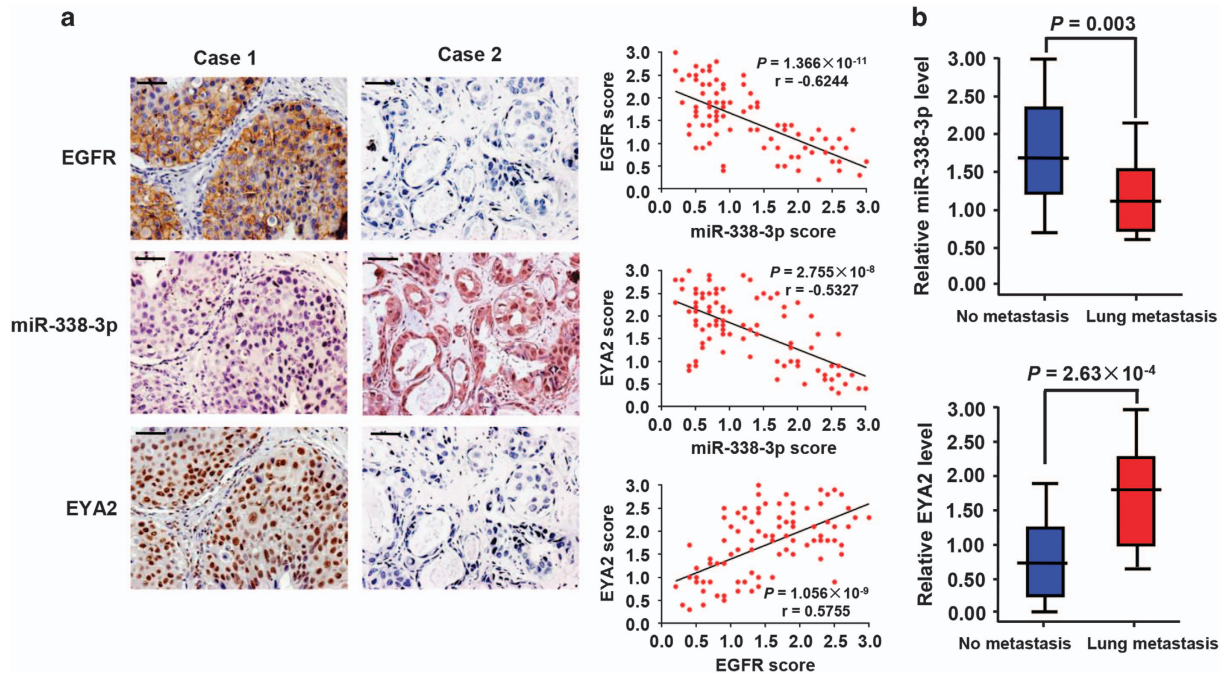 a
Case 1
Case 2
EGFR
miR-338-3p
EYA2
EGFR score
3.0
2.5
2.0
1.5
1.0
0.5
0.0
P = 1.366×10-11
r = -0.6244
0.0 0.5 1.0 1.5 2.0 2.5 3.0
miR-338-3p score
EYA2 score
3.0
2.5
2.0
1.5
1.0
0.5
0.0
P = 2.755×10-8
r = -0.5327
0.0 0.5 1.0 1.5 2.0 2.5 3.0
miR-338-3p score
EYA2 score
3.0
2.5
2.0
1.5
1.0
0.5
0.0
P = 1.056×10-9
r 0.5755
0.0 0.5 1.0 1.5 2.0 2.5 3.0
EGFR score
b
P = 0.003
Relative miR-338-3p level
3.00
2.50
2.00
1.50
1.00
0.50
0.00
No metastasis Lung metastasis
P = 2.63×10-4
Relative EYA2 level
3.00
2.50
2.00
1.50
1.00
0.50
0.00
No metastasis Lung metastasis